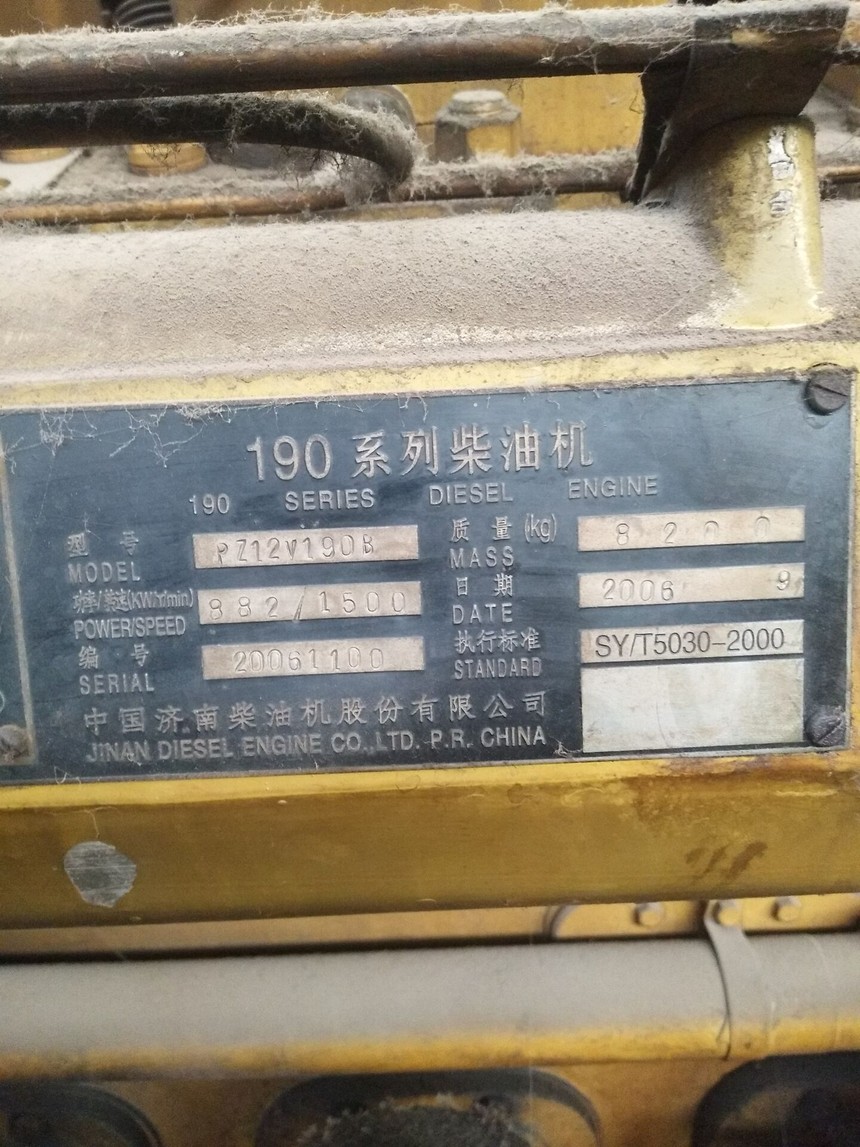 190 系列柴油机
190 SERIES DIESEL ENGINE
型号 PZ12V190B 质量(kg) 8200
MODEL MASS
功率/转速(KW/r/min) 882/1500 日期 2006 9
POWER/SPEED DATE
编号 20061100 执行标准 SY/T5030-2000
SERIAL STANDARD
中国济南柴油机股份有限公司
JINAN DIESEL ENGINE CO.,LTD. P.R. CHINA